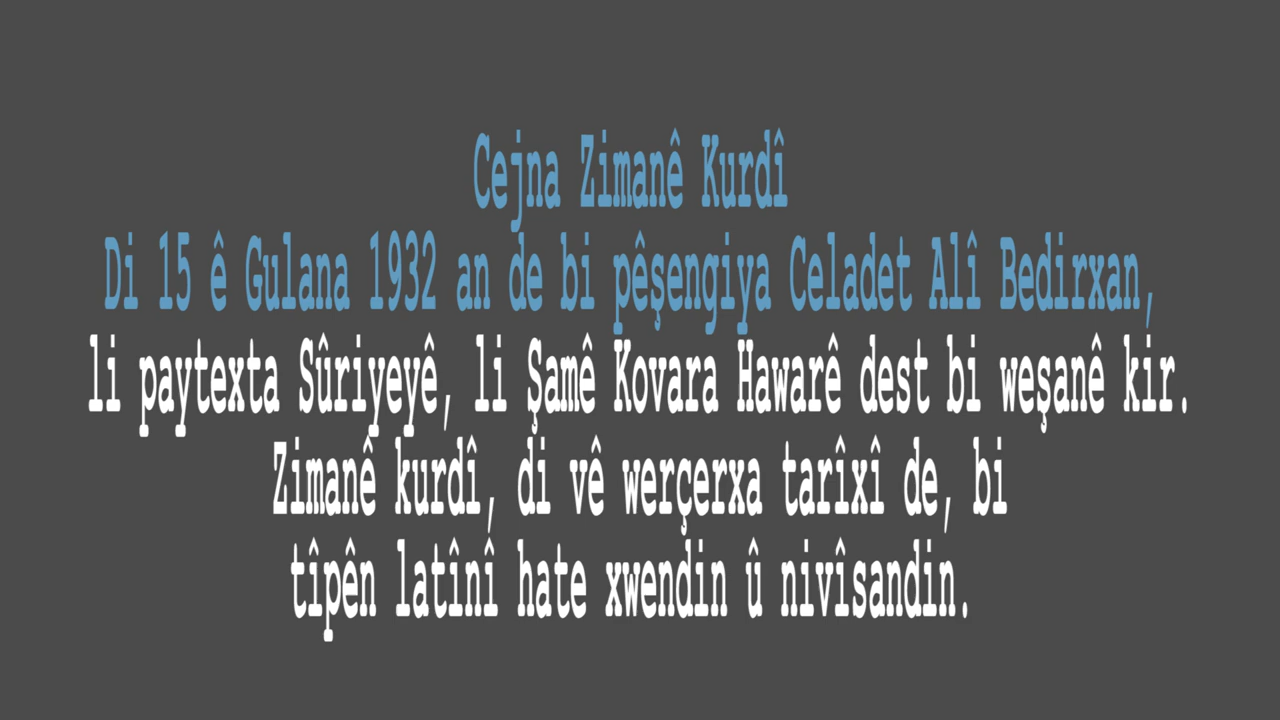 Cejna Zimanê Kurdî
Di 15 ê Gulana 1932 an de bi pêşengiya Celadet Alî Bedirxan,
li paytexta Sûriyeyê, li Şamê Kovara Hawarê dest bi weşanê kir.
Zimanê kurdî, di vê werçerxa tarîxî de, bi
tîpên latînî hate xwendin û nivîsandin.